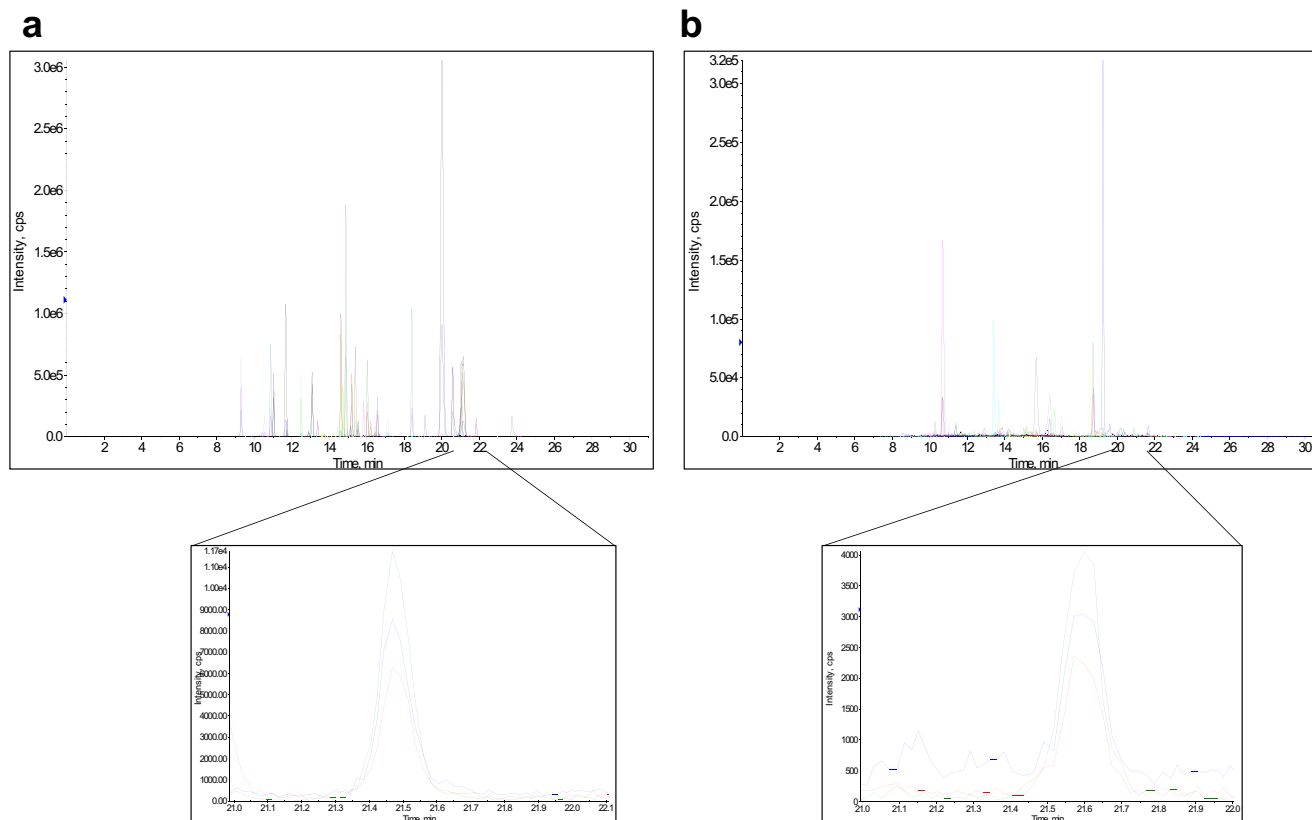 a
b
3.0e6
2.5e6
2.0e6
1.5e6
1.0e6
5.0e5
0.0
Intensity, cps
2 4 6 8 10 12 14 16 18 20 22 24 26 28 30
Time, min
3.2e5
3.0e5
2.5e5
2.0e5
1.5e5
1.0e5
5.0e4
0.0
Intensity, cps
2 4 6 8 10 12 14 16 18 20 22 24 26 28 30
Time, min
1.17e4
1.10e4
9000.00
8000.00
7000.00
6000.00
5000.00
4000.00
3000.00
2000.00
1000.00
0.00
Intensity, cps
21.0 21.1 21.2 21.3 21.4 21.5 21.6 21.7 21.8 21.9 22.0 22.1
Time, min
4000
3500
3000
2500
2000
1500
1000
500
0
Intensity, cps
21.0 21.1 21.2 21.3 21.4 21.5 21.6 21.7 21.8 21.9 22.0
Time, min